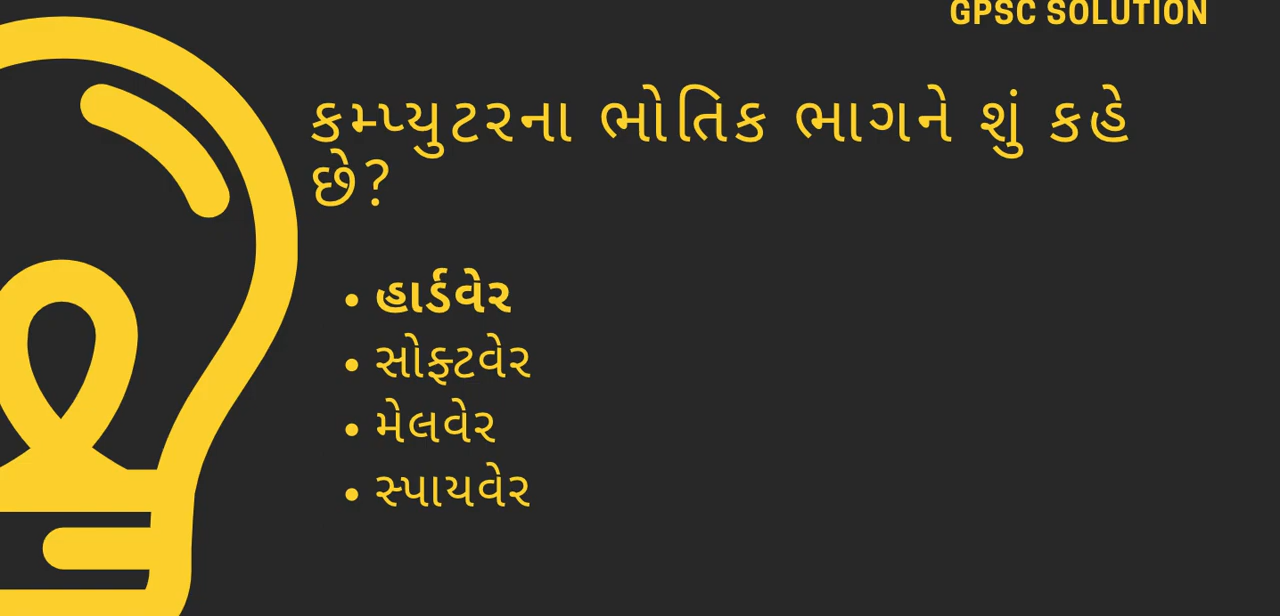 GPSC SOLUTION
કમ્પ્યુટરના ભોતિક ભાગને શું કહે
છે?
• હાર્ડવેર
• સોફ્ટવેર
• મેલવેર
• સ્પાયવેર